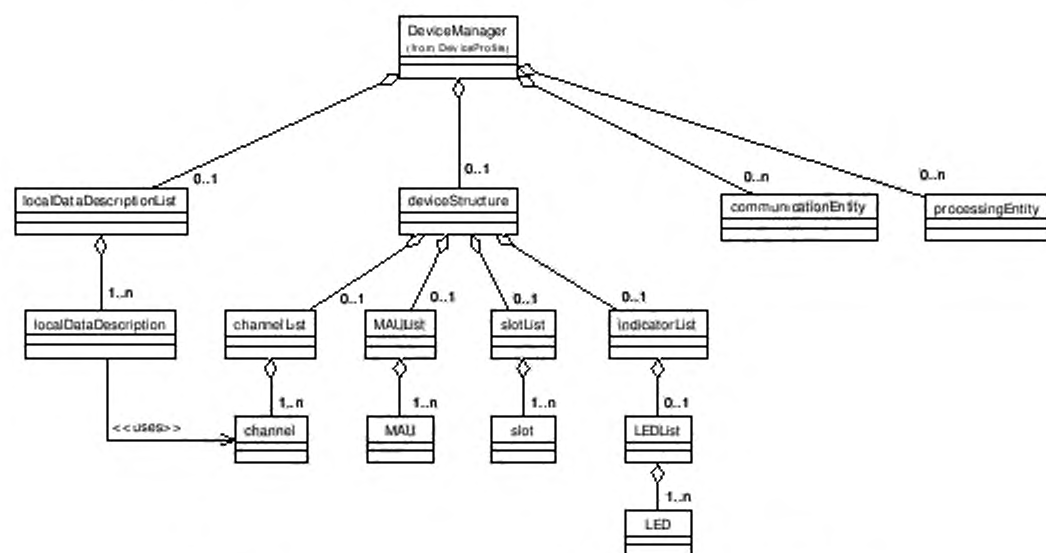 DeviceManager
(from DeviceProfile)
0..1
0..1
0..n
0..n
localDataDescriptionList
deviceStructure
communicationEntity
processingEntity
1..n
0..1
0..1
0..1
0..1
localDataDescription
channelList
MAUList
slotList
indicatorList
1..n
1..n
1..n
0..1
<<uses>>
channel
MAU
slot
LEDList
1..n
LED